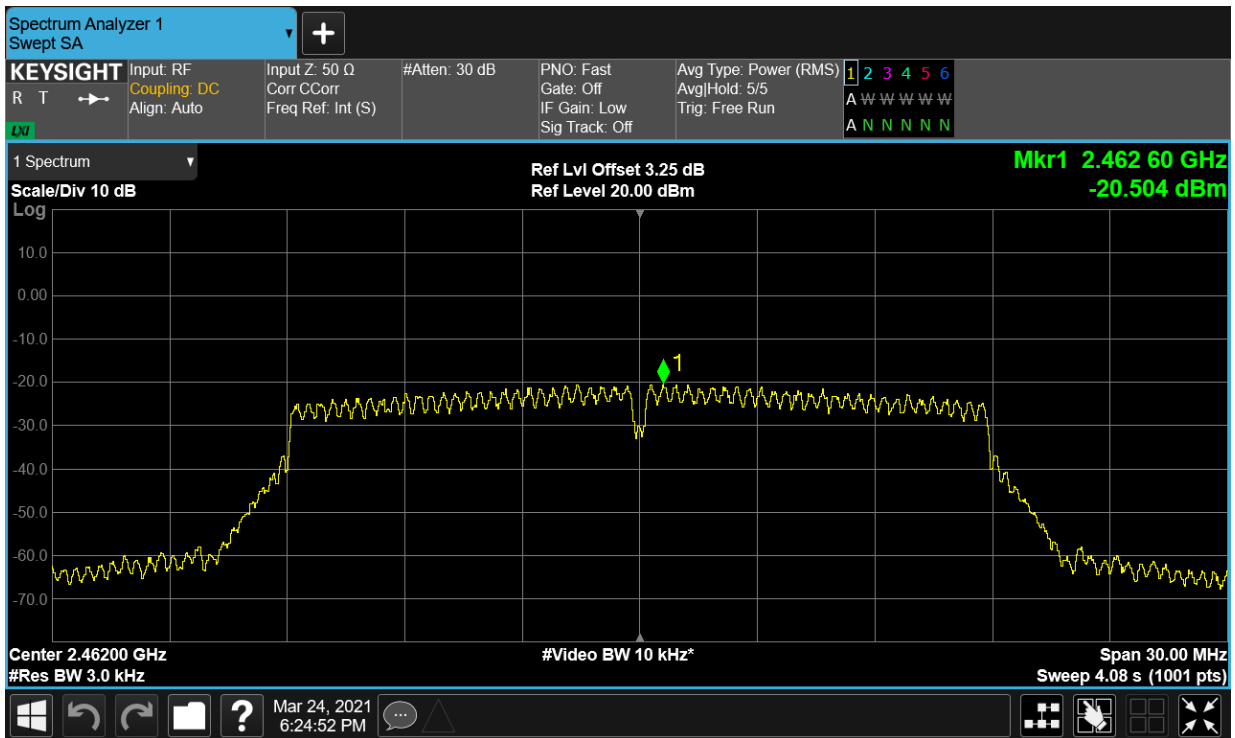 Spectrum Analyzer 1
Swept SA
▼
+
KEYSIGHT
R T
LXI
Input: RF
Coupling: DC
Align: Auto
Input Z: 50 Ω
Corr CCorr
Freq Ref: Int (S)
#Atten: 30 dB
PNO: Fast
Gate: Off
IF Gain: Low
Sig Track: Off
Avg Type: Power (RMS)
Avg|Hold: 5/5
Trig: Free Run
1 2 3 4 5 6
A W W W W W
A N N N N N
1 Spectrum
▼
Scale/Div 10 dB
Ref Lvl Offset 3.25 dB
Ref Level 20.00 dBm
Mkr1 2.462 60 GHz
-20.504 dBm
Log
10.0
0.00
-10.0
-20.0
-30.0
-40.0
-50.0
-60.0
-70.0
1
Center 2.46200 GHz
#Res BW 3.0 kHz
#Video BW 10 kHz*
Span 30.00 MHz
Sweep 4.08 s (1001 pts)
?
Mar 24, 2021
6:24:52 PM